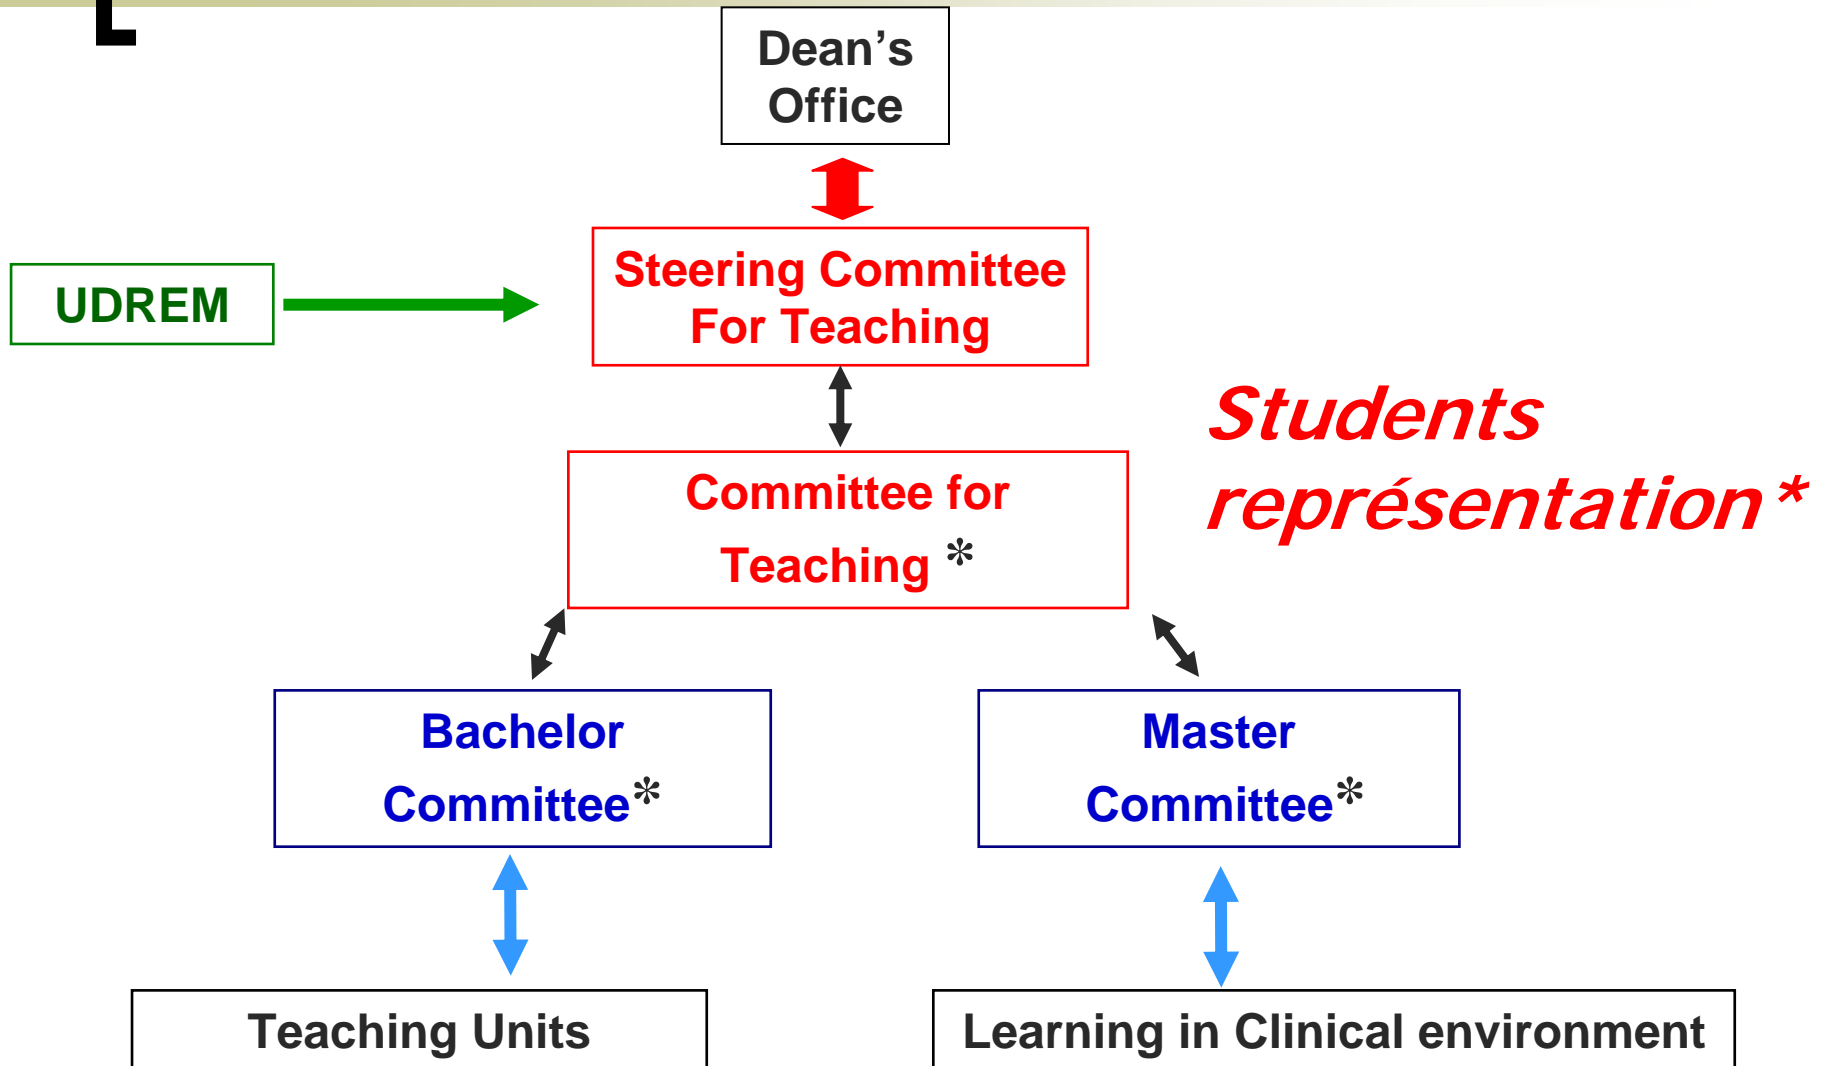 Dean’s
Office
Steering Committee
For Teaching
UDREM
Students
représentation*
Committee for
Teaching *
Bachelor
Committee*
Master
Committee*
Teaching Units
Learning in Clinical environment